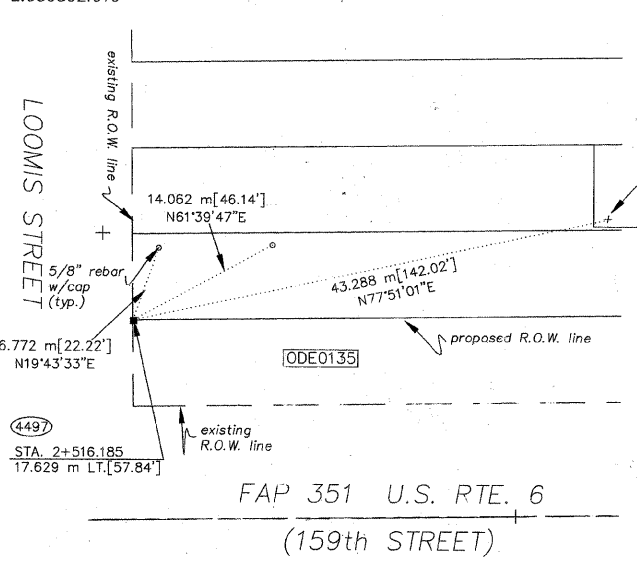 existing R.O.W. line
LOOMIS STREET
14.062 m[46.14']
N61°39'47"E
5/8" rebar
w/cap
(typ.)
43.288 m[142.02']
N77°51'01"E
6.772 m[22.22']
N19°43'33"E
proposed R.O.W. line
ODE0135
4497
existing
R.O.W. line
STA. 2+516.185
17.629 m LT.[57.84']
FAP 351 U.S. RTE. 6
(159th STREET)